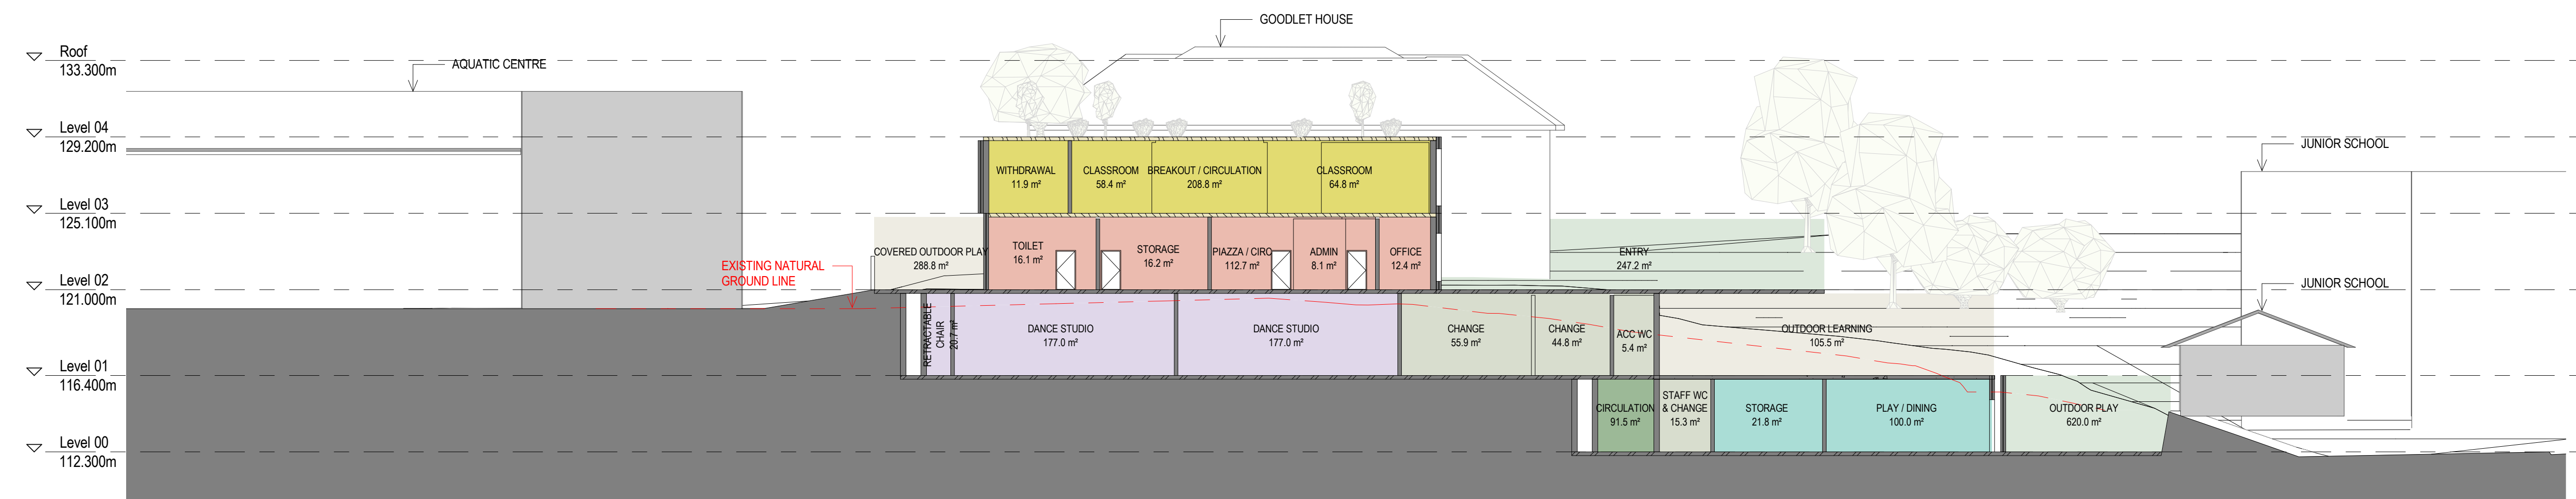 GOODLET HOUSE
Roof
133.300m
AQUATIC CENTRE
Level 04
129.200m
JUNIOR SCHOOL
WITHDRAWAL
11.9 m²
CLASSROOM
58.4 m²
BREAKOUT / CIRCULATION
208.8 m²
CLASSROOM
64.8 m²
Level 03
125.100m
COVERED OUTDOOR PLAY
288.8 m²
TOILET
16.1 m²
STORAGE
16.2 m²
PIAZZA / CIRC
112.7 m²
ADMIN
8.1 m²
OFFICE
12.4 m²
ENTRY
247.2 m²
EXISTING NATURAL
GROUND LINE
Level 02
121.000m
JUNIOR SCHOOL
RETRACTABLE
CHAIR
20.7 m²
DANCE STUDIO
177.0 m²
DANCE STUDIO
177.0 m²
CHANGE
55.9 m²
CHANGE
44.8 m²
ACC WC
5.4 m²
OUTDOOR LEARNING
105.5 m²
Level 01
116.400m
CIRCULATION
91.5 m²
STAFF WC
& CHANGE
15.3 m²
STORAGE
21.8 m²
PLAY / DINING
100.0 m²
OUTDOOR PLAY
620.0 m²
Level 00
112.300m